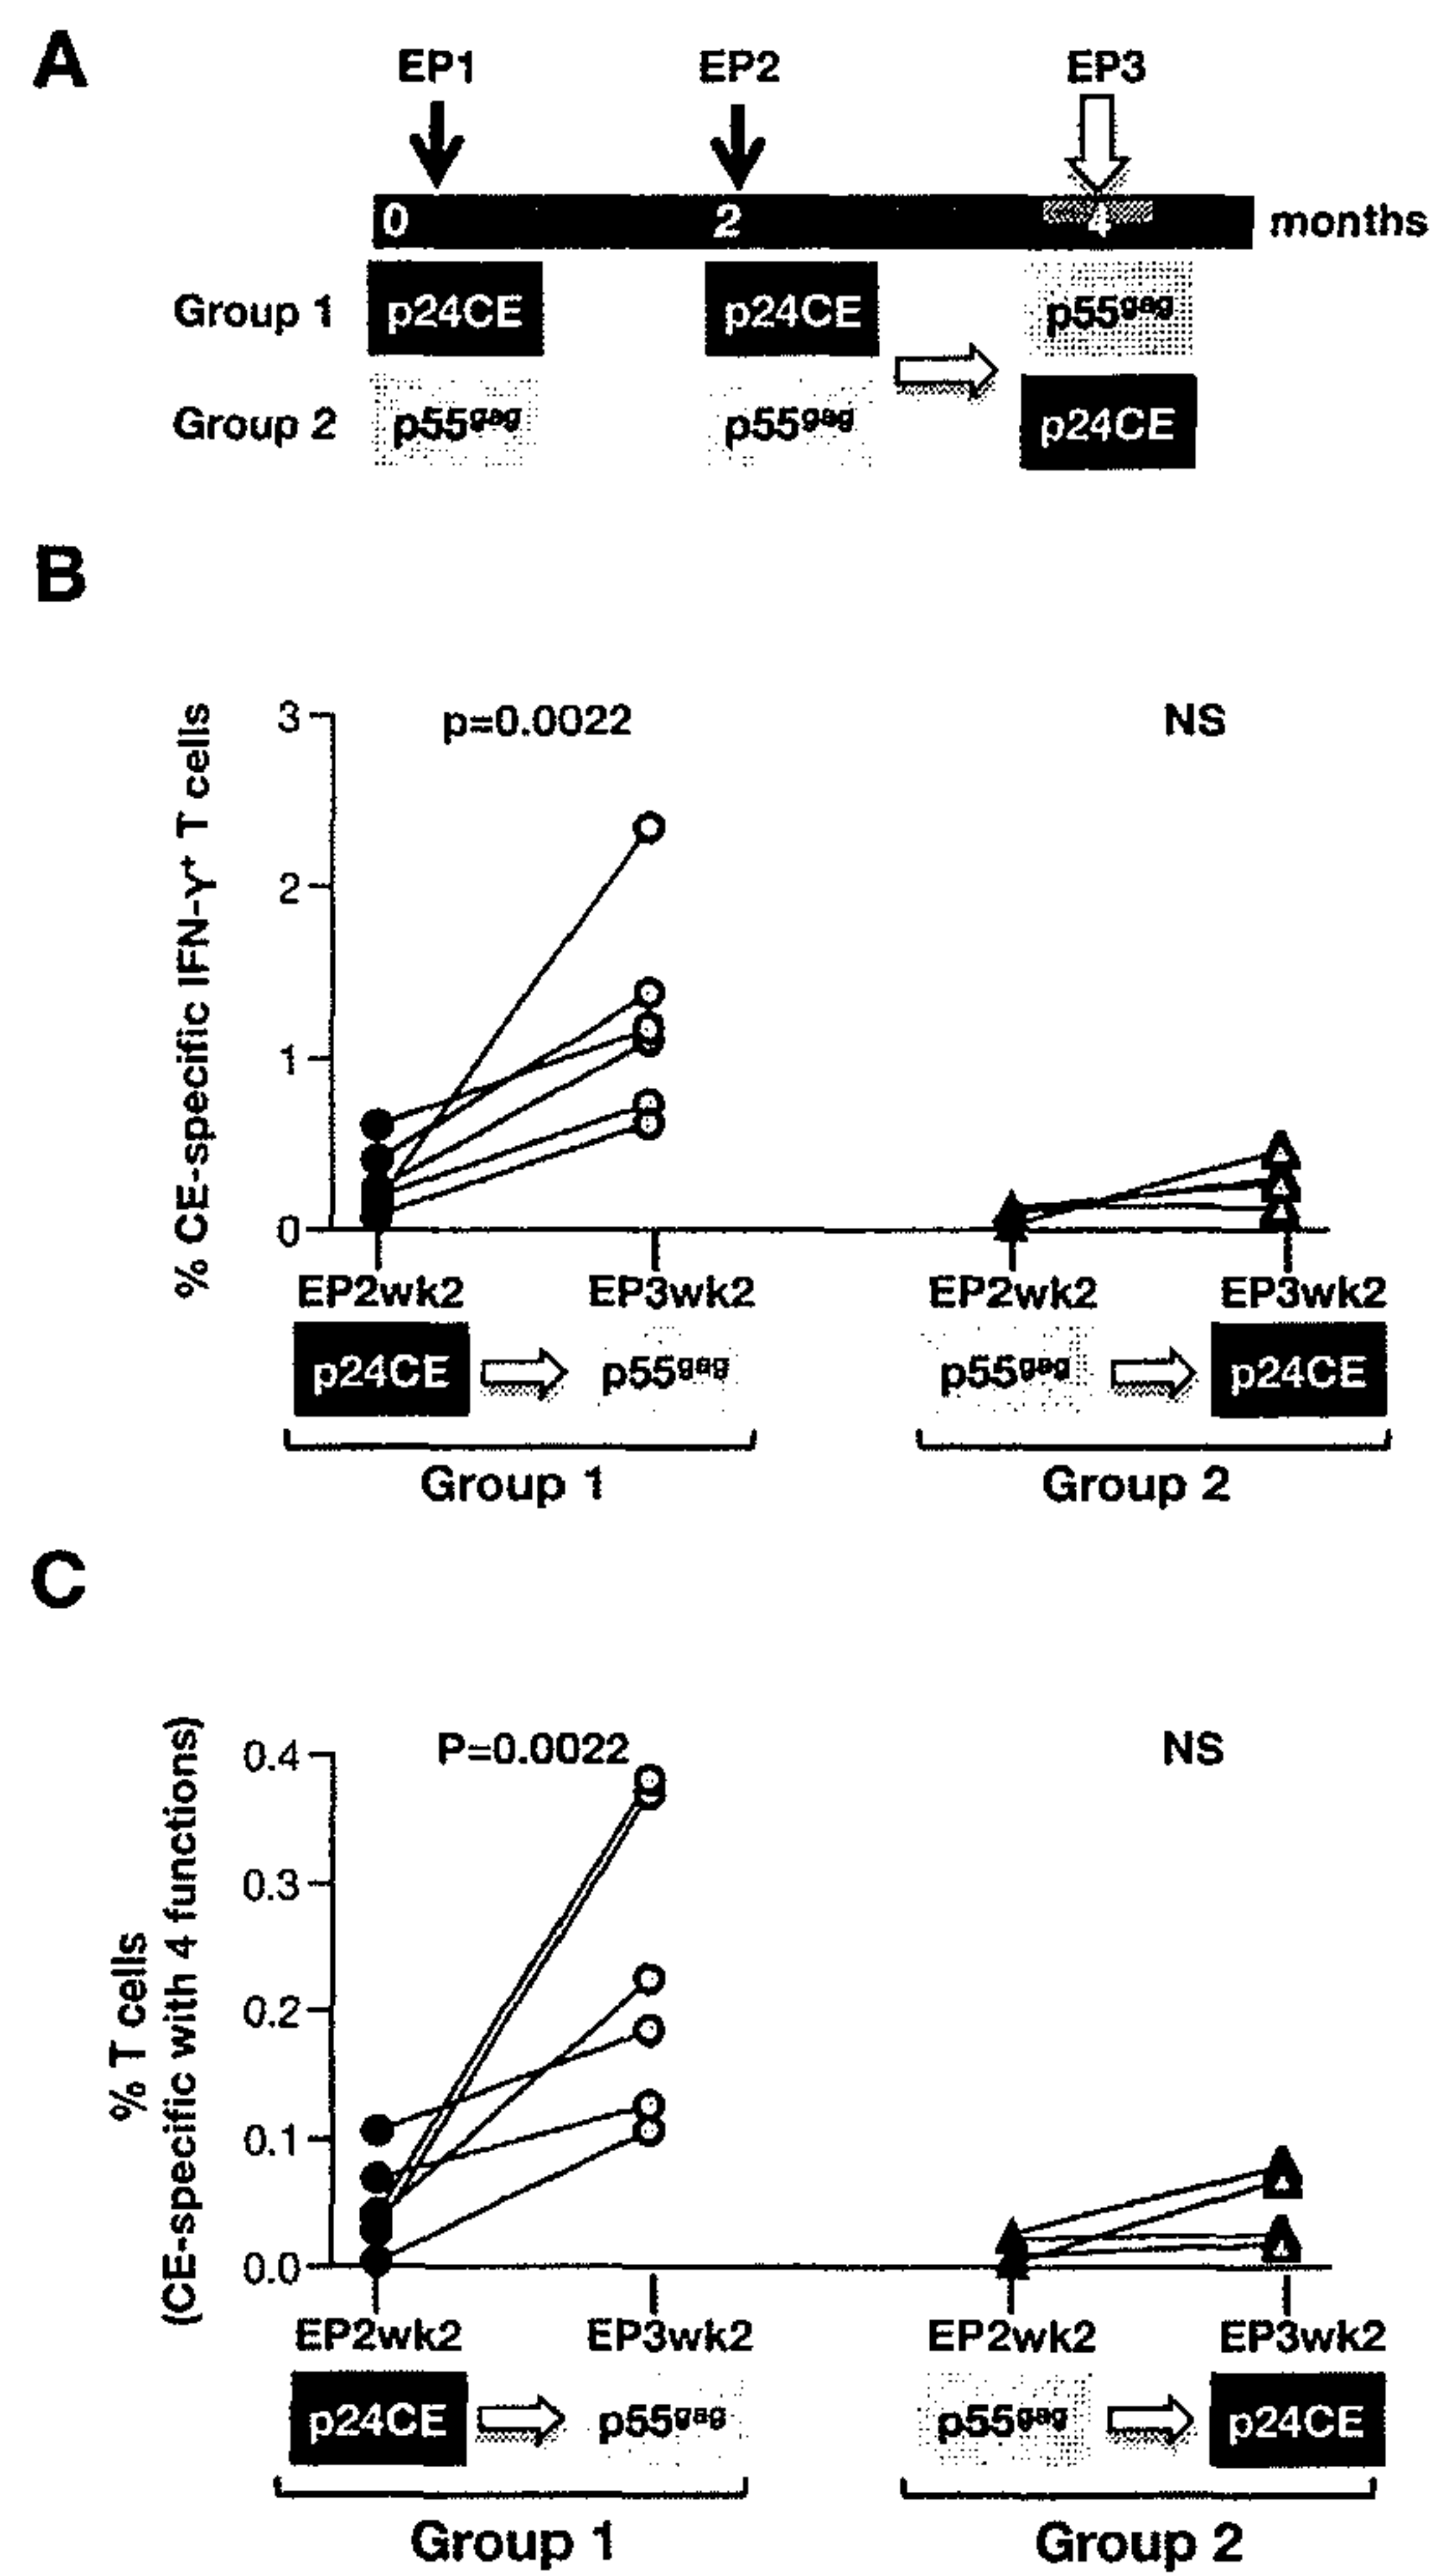 A
EP1 EP2 EP3
0 2 4 months
Group 1 p24CE p24CE p55gag
Group 2 p55gag p55gag p24CE
B
% CE-specific IFN-γ+ T cells
p=0.0022 NS
3
2
1
0
EP2wk2 EP3wk2 EP2wk2 EP3wk2
p24CE p55gag p55gag p24CE
Group 1 Group 2
C
% T cells
(CE-specific with 4 functions)
P=0.0022 NS
0.4
0.3
0.2
0.1
0.0
EP2wk2 EP3wk2 EP2wk2 EP3wk2
p24CE p55gag p55gag p24CE
Group 1 Group 2